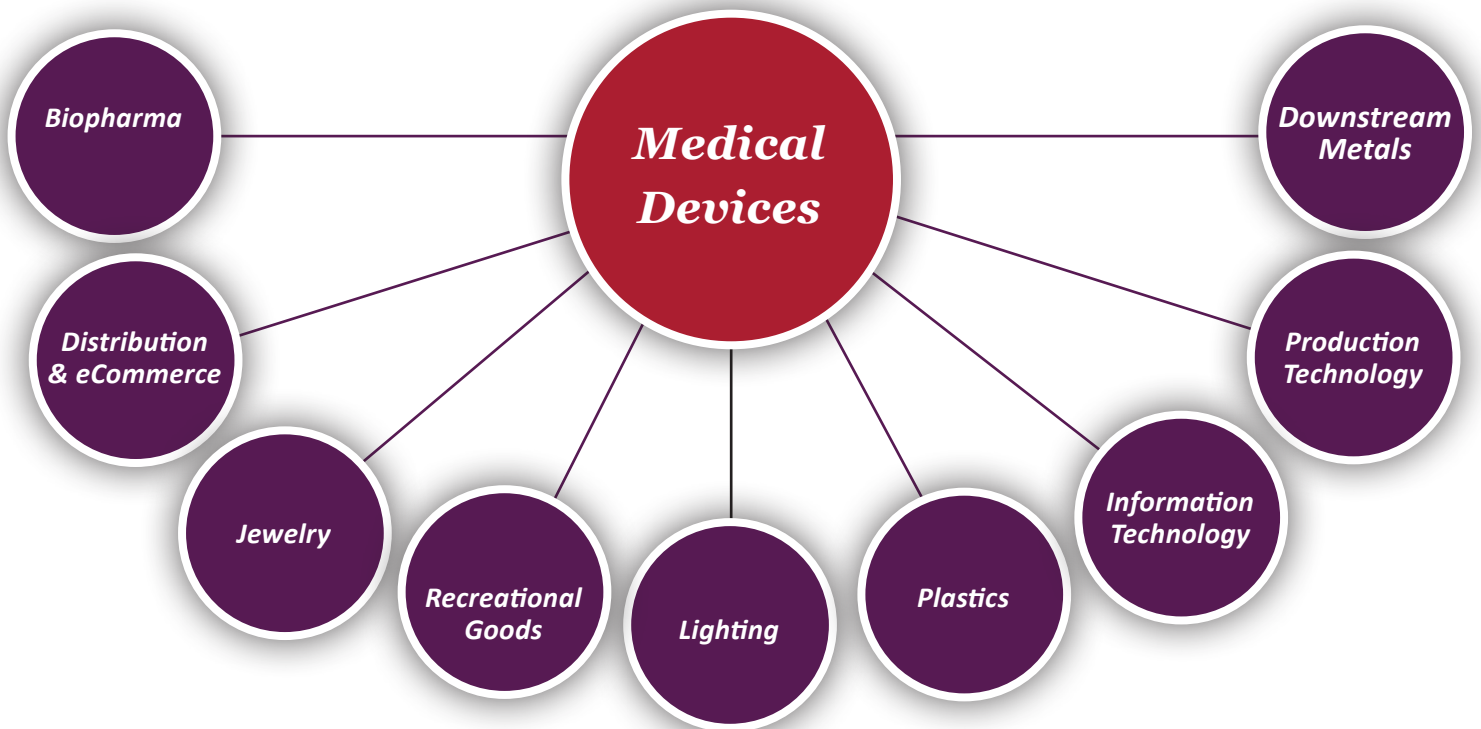 Medical
Devices
Biopharma
Distribution
& eCommerce
Jewelry
Recreational
Goods
Lighting
Plastics
Information
Technology
Production
Technology
Downstream
Metals